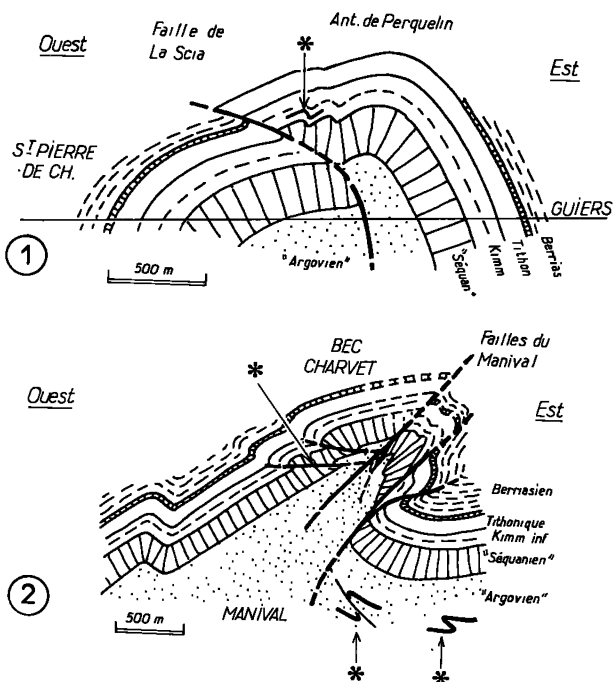 Ouest
Faille de
La Scia
*
Ant. de Perquelin
Est
ST PIERRE
DE CH.
GUIERS
1
500 m
"Argovien"
"Séquan"
Kimm
Tithon
Berrias
Ouest
*
BEC
CHARVET
Failles du
Manival
Est
Berriasien
Tithonique
Kimm inf
"Séquanien"
"Argovien"
2
500 m
MANIVAL
*
*